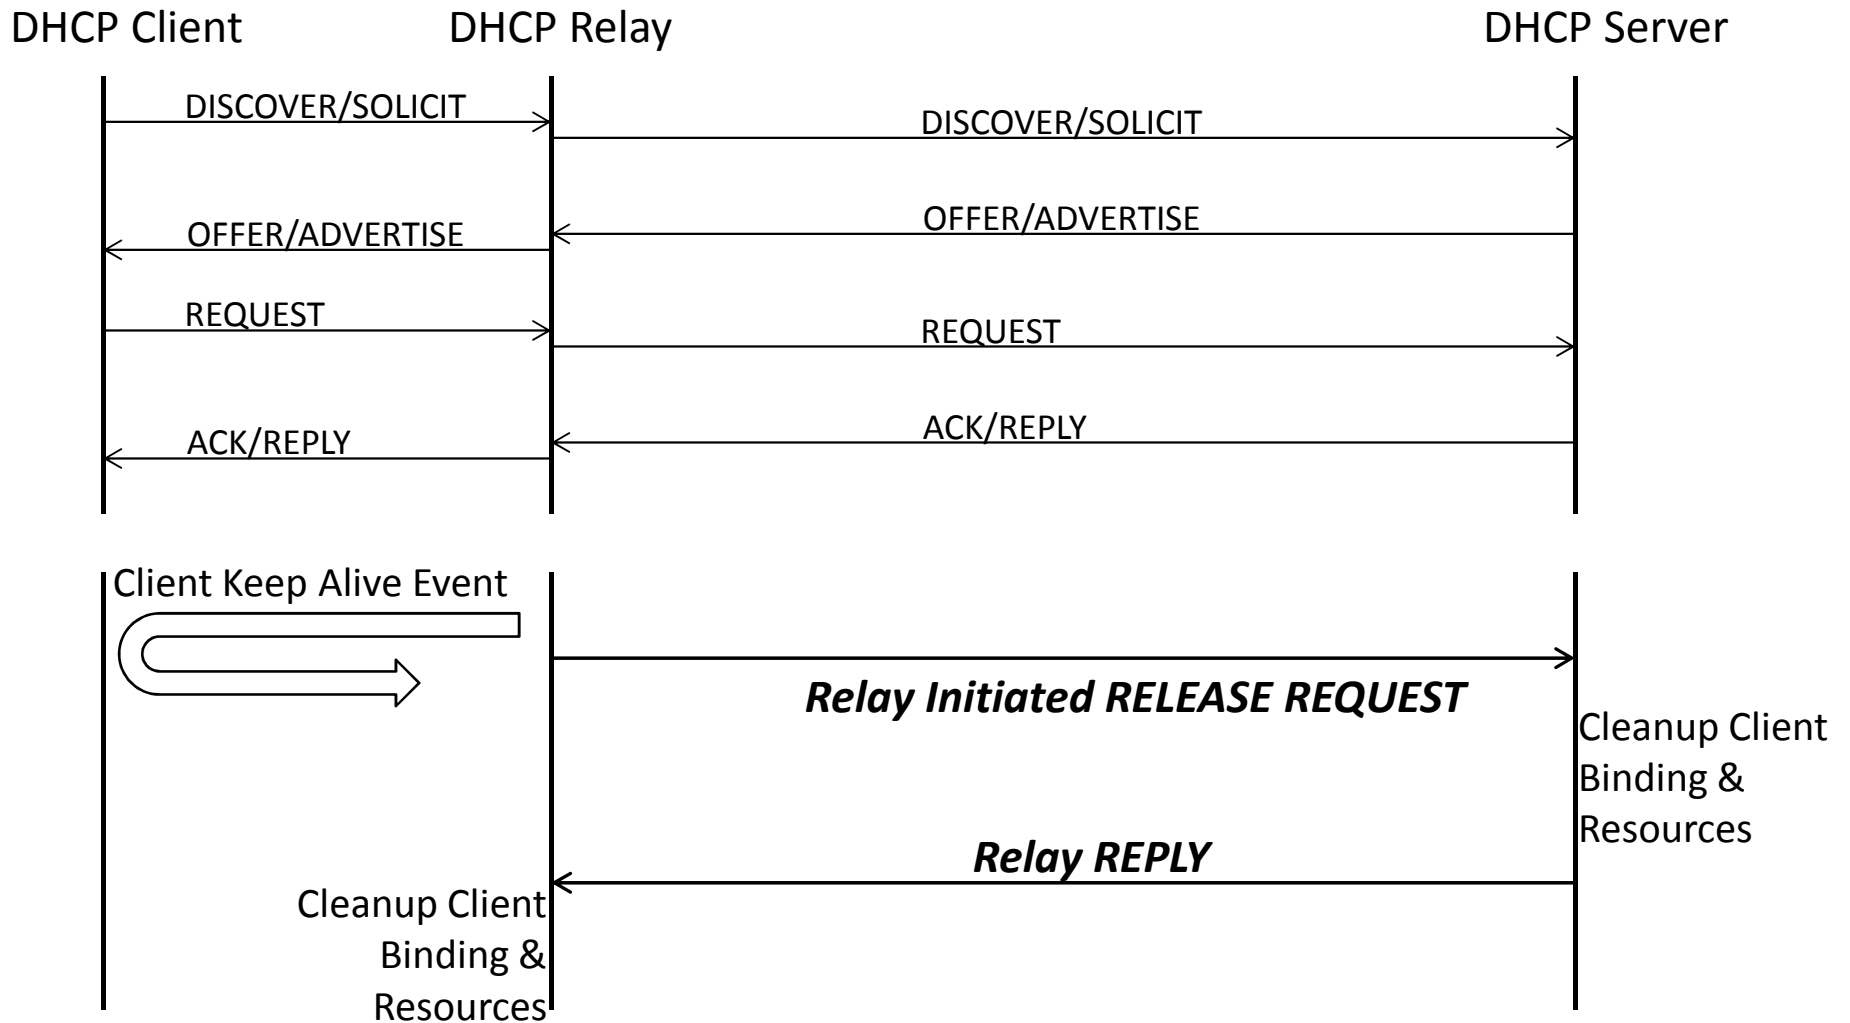 DHCP Client
DHCP Relay
DHCP Server
DISCOVER/SOLICIT
DISCOVER/SOLICIT
OFFER/ADVERTISE
OFFER/ADVERTISE
REQUEST
REQUEST
ACK/REPLY
ACK/REPLY
Client Keep Alive Event
Relay Initiated RELEASE REQUEST
Cleanup Client
Binding &
Resources
Relay REPLY
Cleanup Client
Binding &
Resources